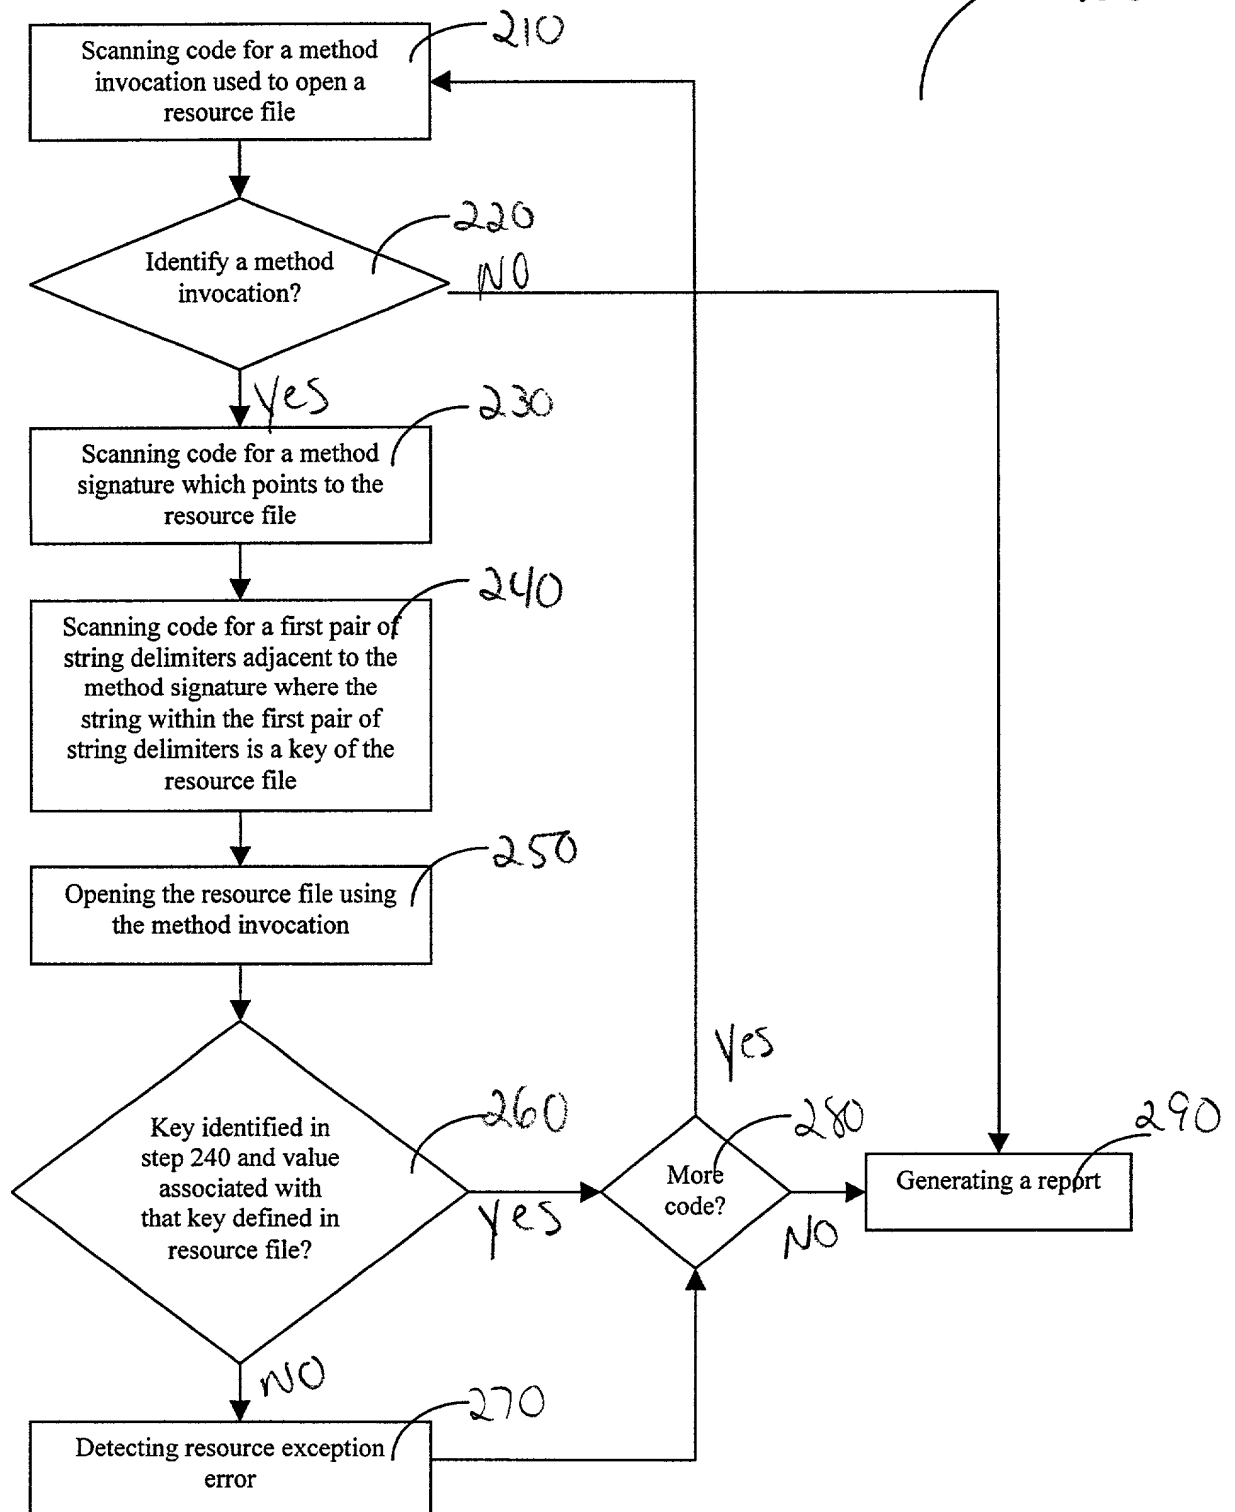 210
Scanning code for a method
invocation used to open a
resource file
220
Identify a method
invocation?
NO
Yes
230
Scanning code for a method
signature which points to the
resource file
240
Scanning code for a first pair of
string delimiters adjacent to the
method signature where the
string within the first pair of
string delimiters is a key of the
resource file
250
Opening the resource file using
the method invocation
Yes
260
Key identified in
step 240 and value
associated with
that key defined in
resource file?
Yes
280
More
code?
NO
290
Generating a report
NO
270
Detecting resource exception
error